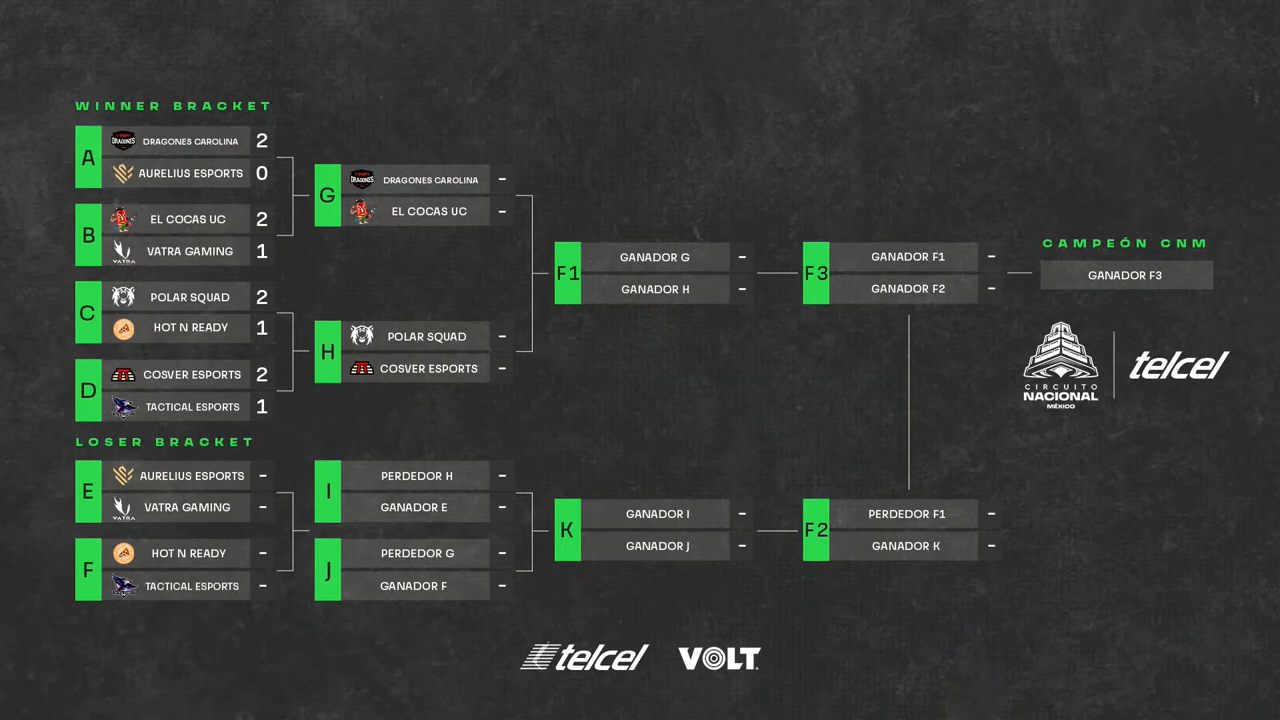 WINNER BRACKET
A
DRAGONES CAROLINA 2
AURELIUS ESPORTS 0
B
EL COCAS UC 2
VATRA GAMING 1
C
POLAR SQUAD 2
HOT N READY 1
D
COSVER ESPORTS 2
TACTICAL ESPORTS 1
G
DRAGONES CAROLINA -
EL COCAS UC -
H
POLAR SQUAD -
COSVER ESPORTS -
F1
GANADOR G -
GANADOR H -
F3
GANADOR F1 -
GANADOR F2 -
CAMPEÓN CNM
GANADOR F3
CIRCUITO
NACIONAL
MÉXICO
telcel
LOSER BRACKET
E
AURELIUS ESPORTS -
VATRA GAMING -
F
HOT N READY -
TACTICAL ESPORTS -
I
PERDEDOR H -
GANADOR E -
J
PERDEDOR G -
GANADOR F -
K
GANADOR I -
GANADOR J -
F2
PERDEDOR F1 -
GANADOR K -
telcel VOLT